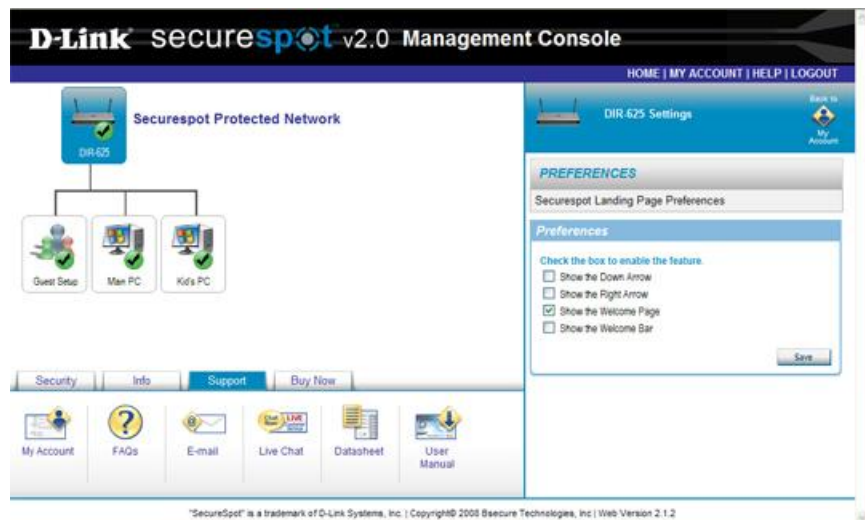 D-Link securespot v2.0 Management Console
HOME | MY ACCOUNT | HELP | LOGOUT
DIR-625
Securespot Protected Network
Guest Setup
Main PC
Kid's PC
DIR-625 Settings
Back to
My
Account
PREFERENCES
Securespot Landing Page Preferences
Preferences
Check the box to enable the feature.
Show the Down Arrow
Show the Right Arrow
Show the Welcome Page
Show the Welcome Bar
Save
Security
Info
Support
Buy Now
My Account
FAQs
E-mail
LIVE
Live Chat
Datasheet
User
Manual
"SecureSpot" is a trademark of D-Link Systems, Inc. | Copyright© 2008 Bsecure Technologies, Inc | Web Version 2.1.2